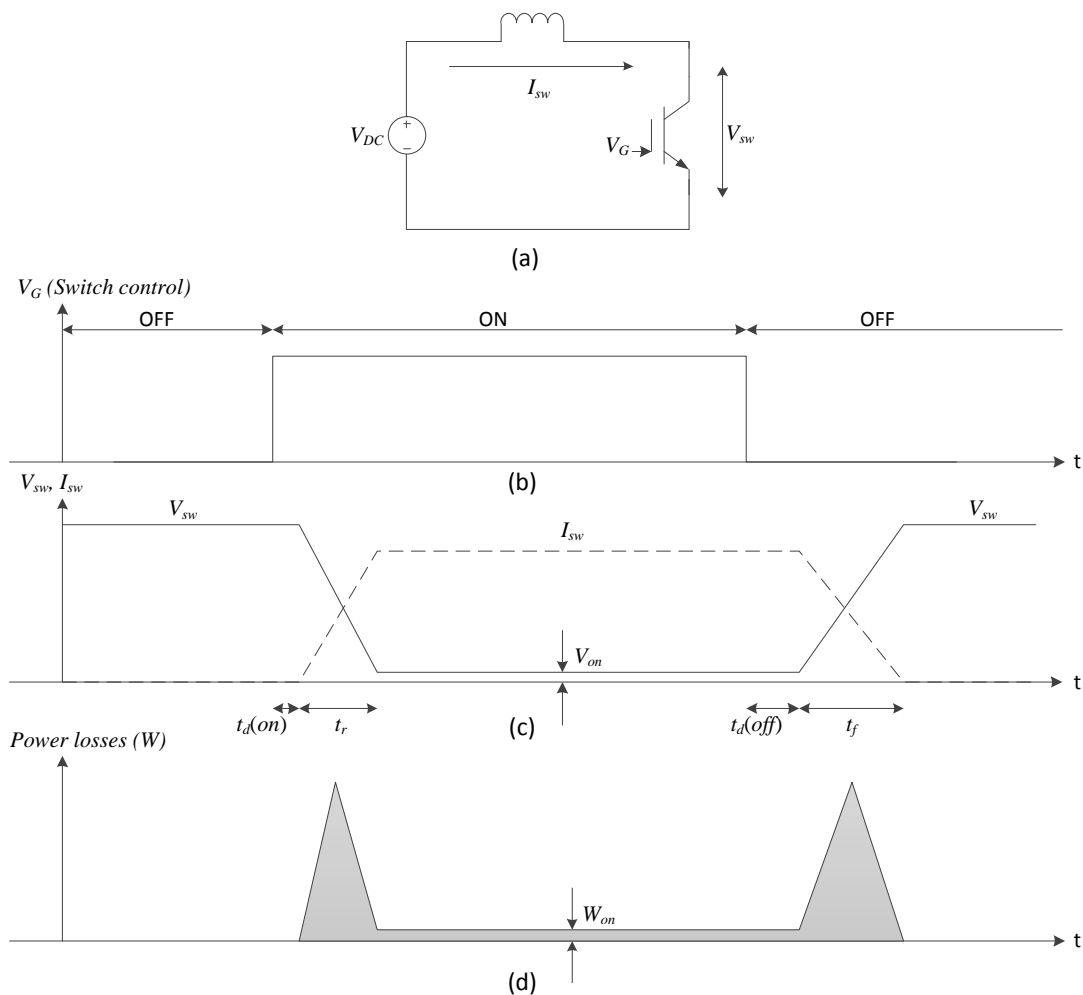 I_sw
V_DC
+
−
V_G
V_sw
(a)
V_G (Switch control)
OFF
ON
OFF
t
(b)
V_sw, I_sw
V_sw
I_sw
V_sw
V_on
t
t_d(on)
t_r
(c)
t_d(off)
t_f
Power losses (W)
W_on
t
(d)